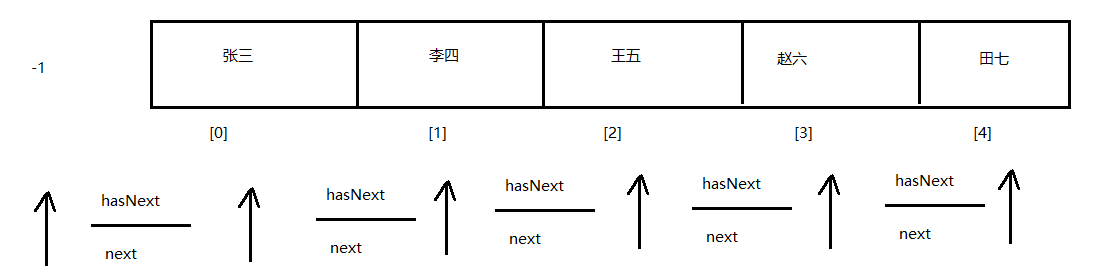 -1
张三
李四
王五
赵六
田七
[0]
[1]
[2]
[3]
[4]
hasNext
next
hasNext
next
hasNext
next
hasNext
next
hasNext
next